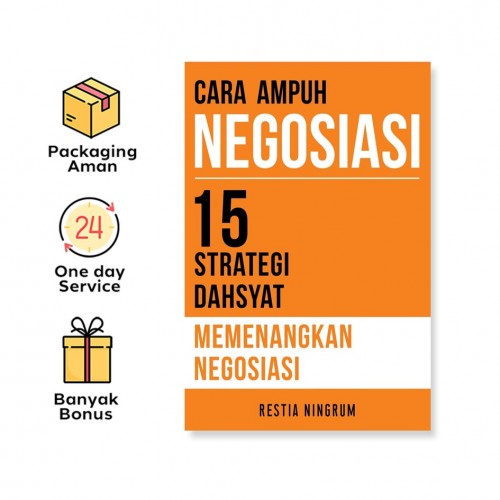 Packaging
Aman
24
One day
Service
Banyak
Bonus
CARA AMPUH
NEGOSIASI
15
STRATEGI
DAHSYAT
MEMENANGKAN
NEGOSIASI
RESTIA NINGRUM